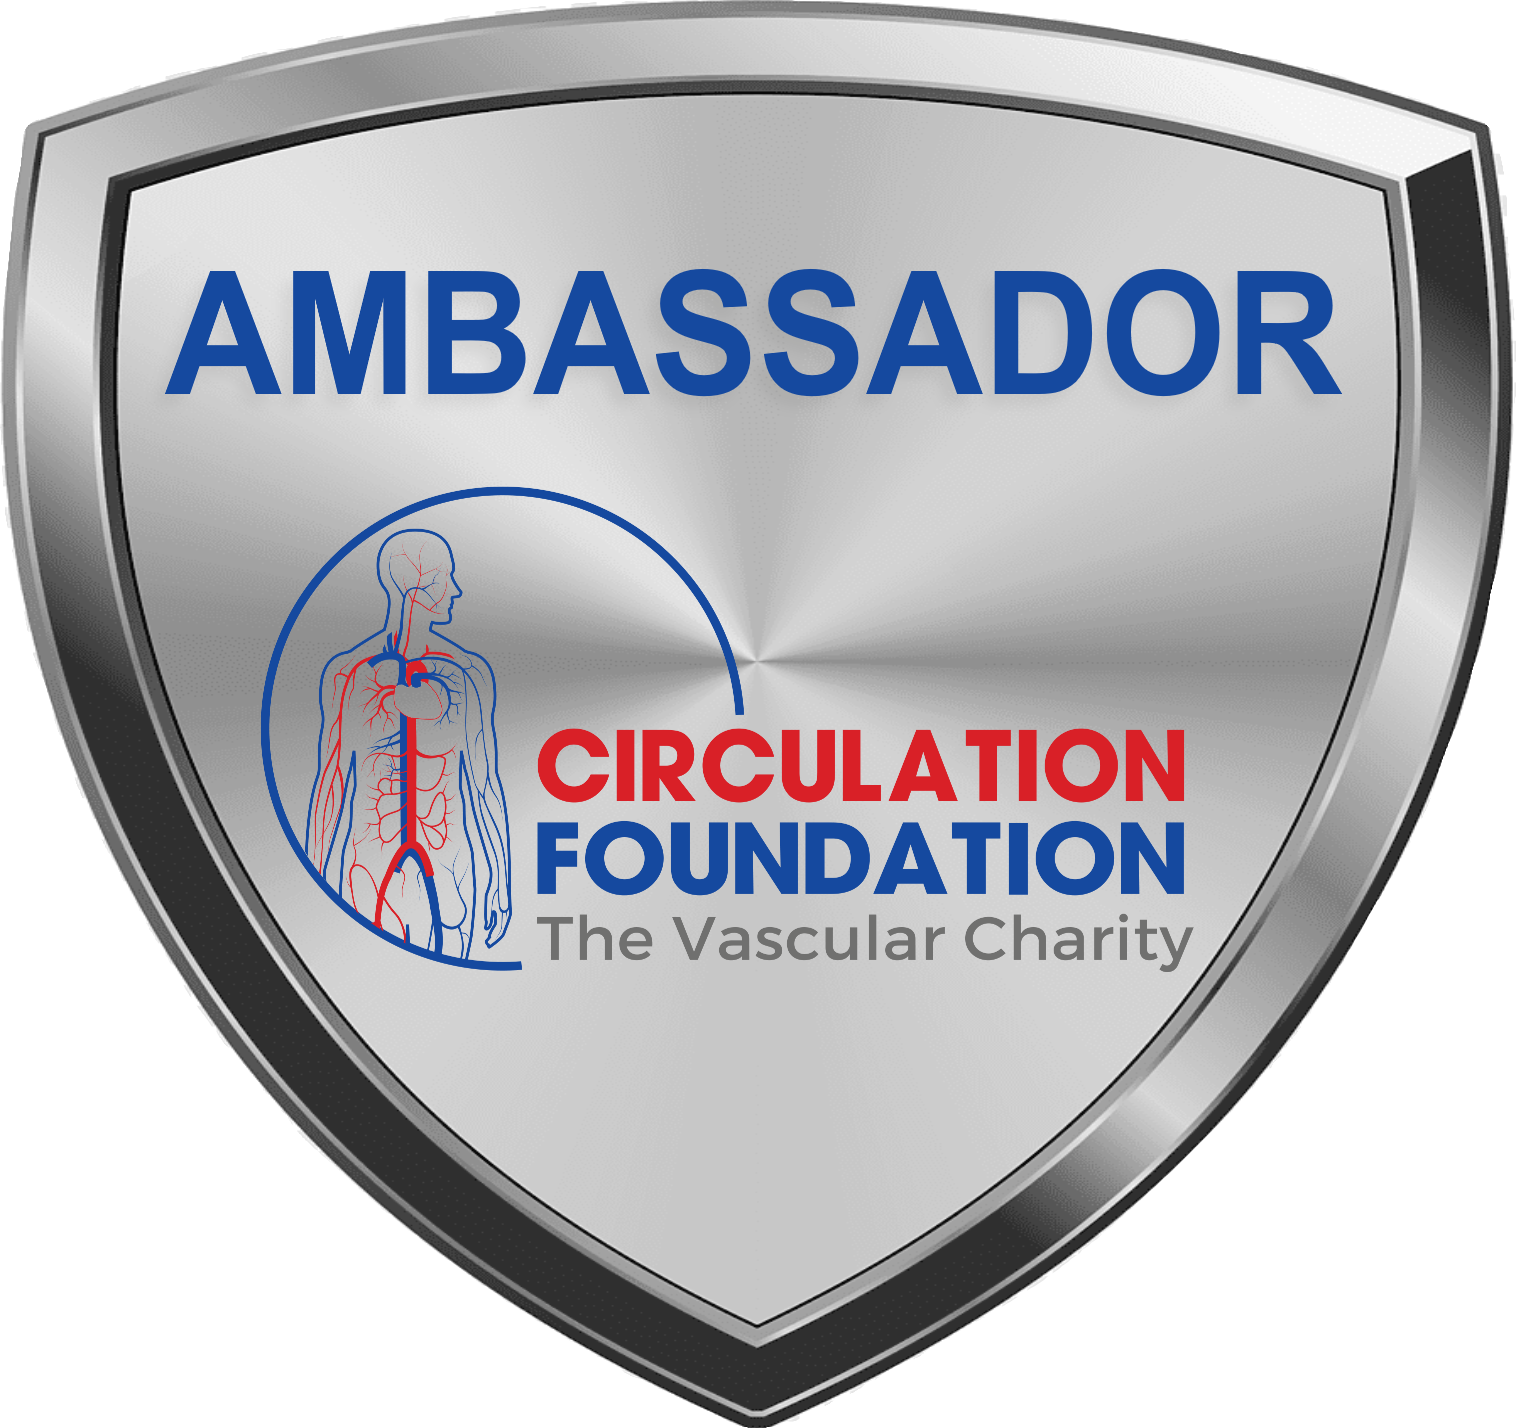 AMBASSADOR
CIRCULATION
FOUNDATION
The Vascular Charity